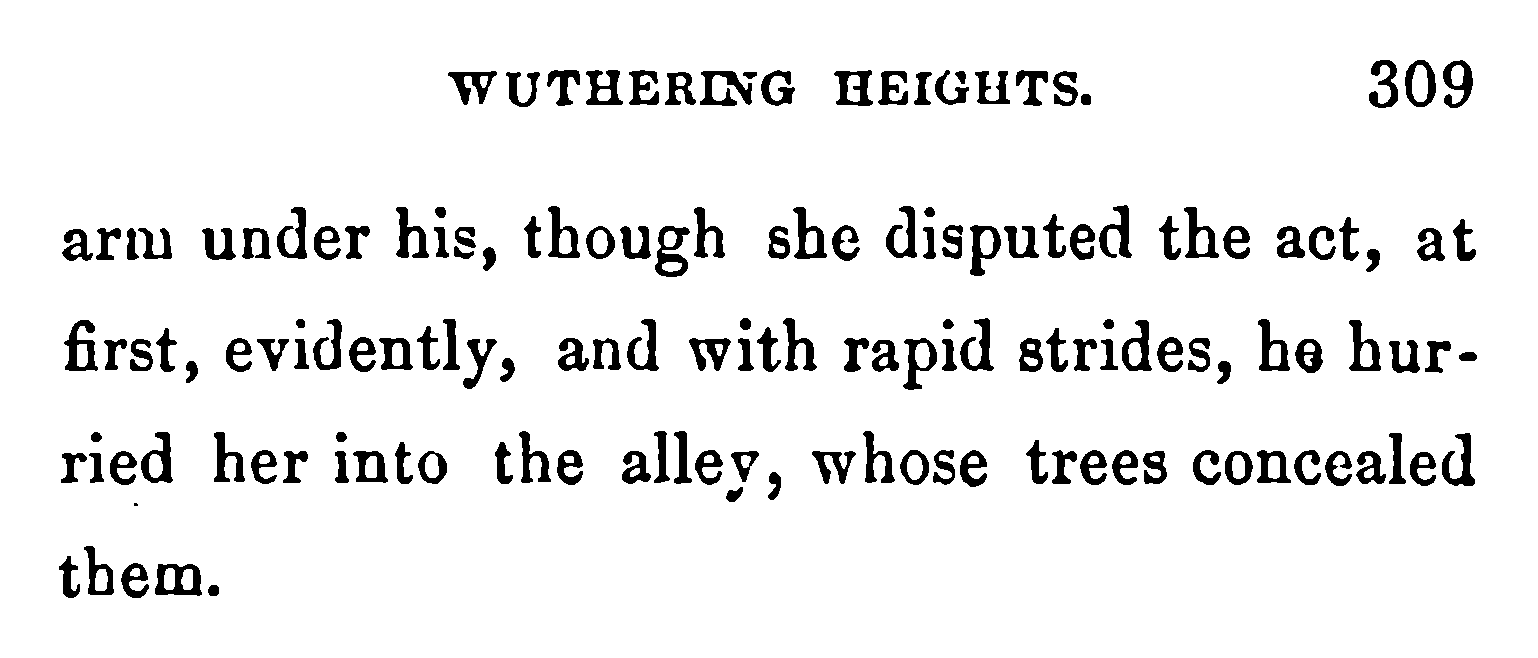 WUTHERING HEIGHTS. 309
arm under his, though she disputed the act, at
first, evidently, and with rapid strides, he hur-
ried her into the alley, whose trees concealed
them.